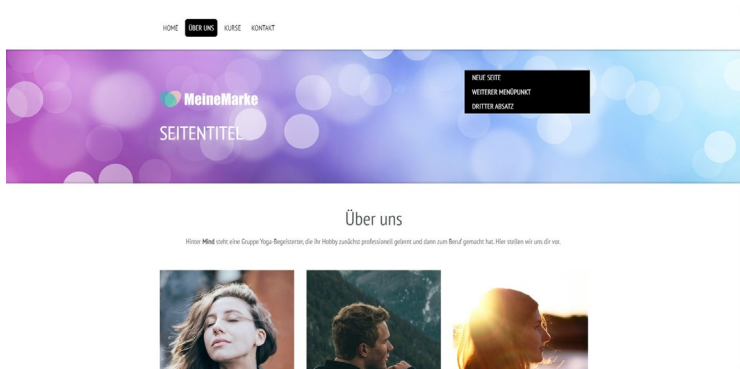 HOME ÜBER UNS KURSE KONTAKT
NEUE SEITE
WEITERER MENÜPUNKT
DRITTER ABSATZ
MeineMarke
SEITENTITEL
Über uns
Hinter Mind steht eine Gruppe Yoga-Begeisterter, die ihr Hobby zunächst professionell gelernt und dann zum Beruf gemacht hat. Hier stellen wir uns dir vor.